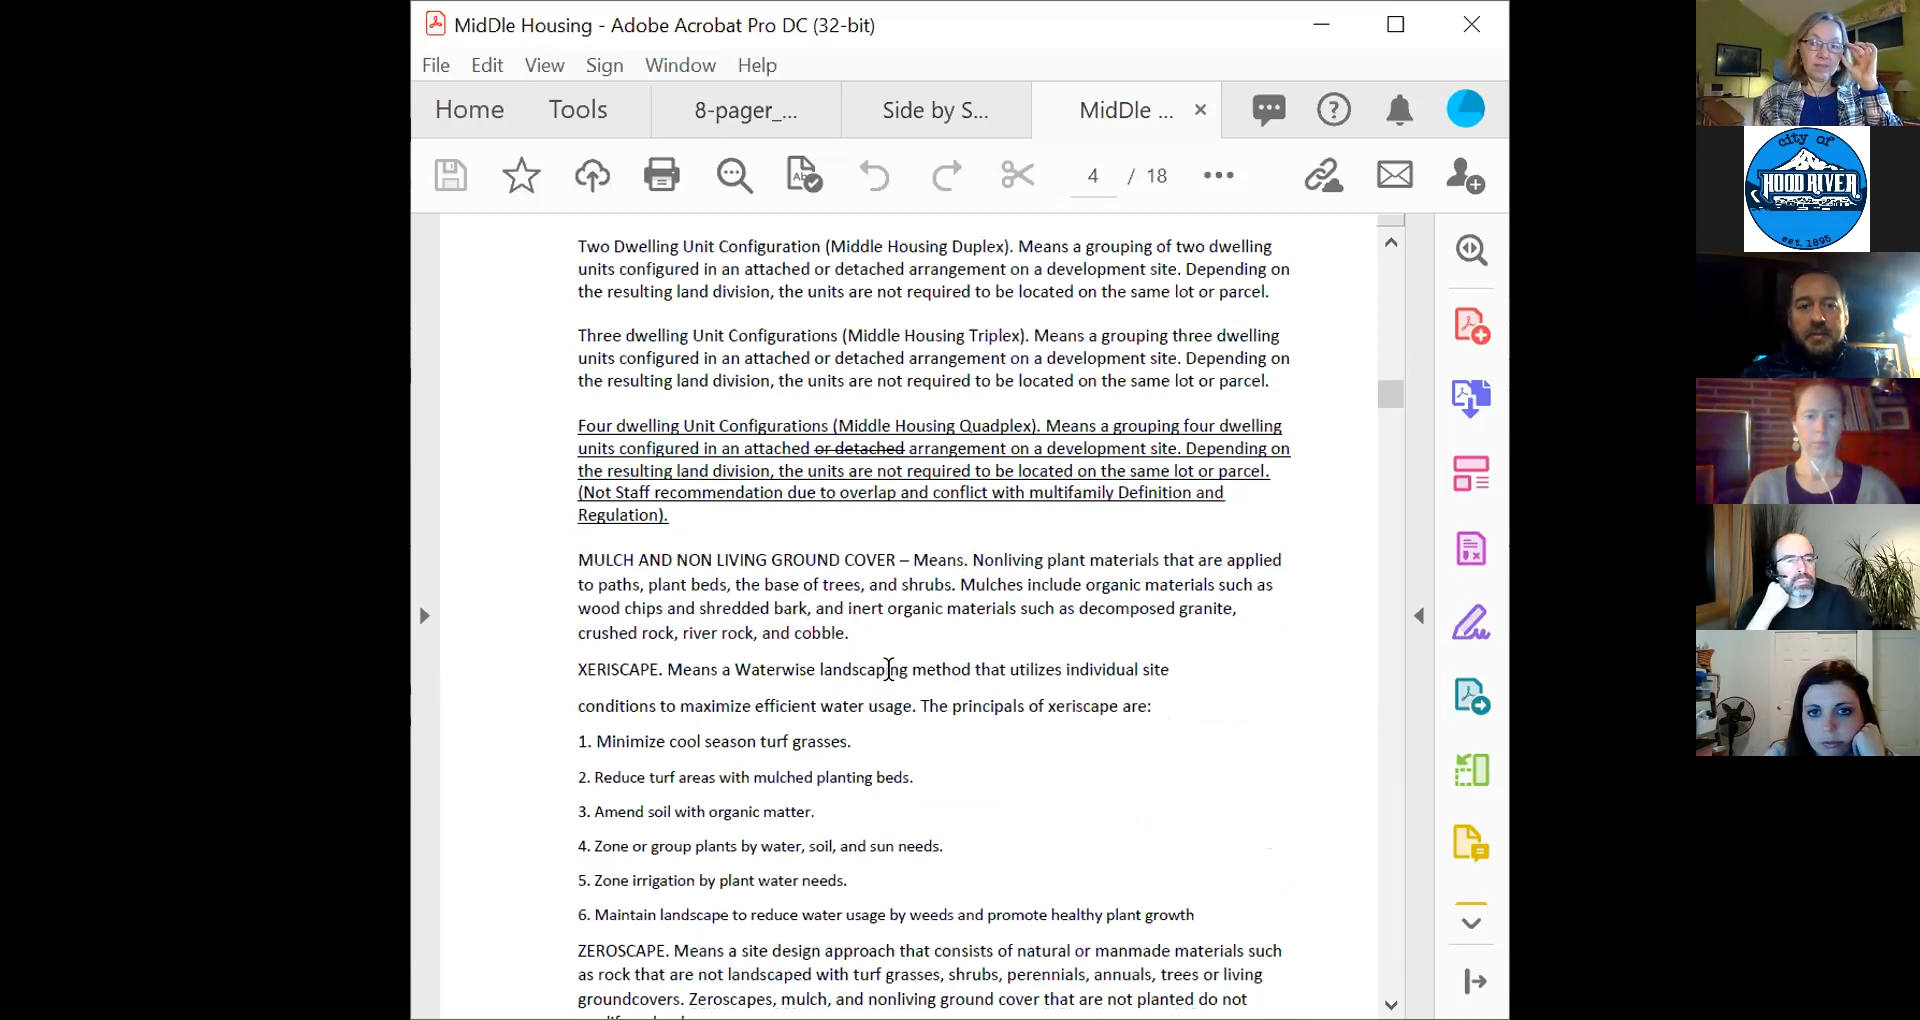 MidDle Housing - Adobe Acrobat Pro DC (32-bit)
File Edit View Sign Window Help
Home Tools 8-pager_... Side by S... MidDle ...
4 / 18
Two Dwelling Unit Configuration (Middle Housing Duplex). Means a grouping of two dwelling
units configured in an attached or detached arrangement on a development site. Depending on
the resulting land division, the units are not required to be located on the same lot or parcel.
Three dwelling Unit Configurations (Middle Housing Triplex). Means a grouping three dwelling
units configured in an attached or detached arrangement on a development site. Depending on
the resulting land division, the units are not required to be located on the same lot or parcel.
Four dwelling Unit Configurations (Middle Housing Quadplex). Means a grouping four dwelling
units configured in an attached or detached arrangement on a development site. Depending on
the resulting land division, the units are not required to be located on the same lot or parcel.
(Not Staff recommendation due to overlap and conflict with multifamily Definition and
Regulation).
MULCH AND NON LIVING GROUND COVER – Means. Nonliving plant materials that are applied
to paths, plant beds, the base of trees, and shrubs. Mulches include organic materials such as
wood chips and shredded bark, and inert organic materials such as decomposed granite,
crushed rock, river rock, and cobble.
XERISCAPE. Means a Waterwise landscaping method that utilizes individual site
conditions to maximize efficient water usage. The principals of xeriscape are:
1. Minimize cool season turf grasses.
2. Reduce turf areas with mulched planting beds.
3. Amend soil with organic matter.
4. Zone or group plants by water, soil, and sun needs.
5. Zone irrigation by plant water needs.
6. Maintain landscape to reduce water usage by weeds and promote healthy plant growth
ZEROSCAPE. Means a site design approach that consists of natural or manmade materials such
as rock that are not landscaped with turf grasses, shrubs, perennials, annuals, trees or living
groundcovers. Zeroscapes, mulch, and nonliving ground cover that are not planted do not
city of
HOOD RIVER
est. 1895